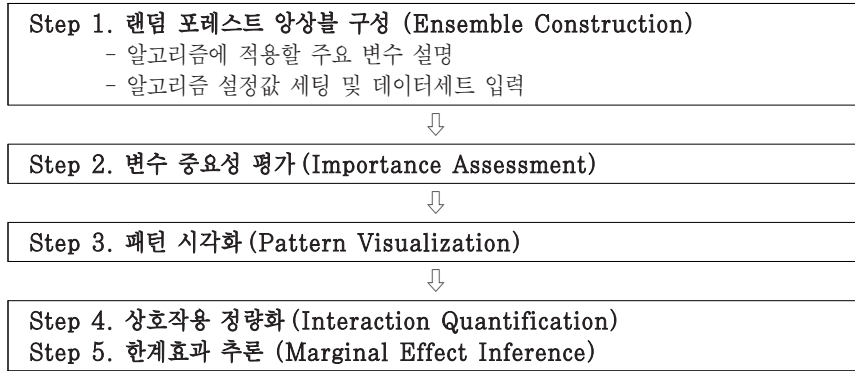 Step 1. 랜덤 포레스트 앙상블 구성 (Ensemble Construction)
- 알고리즘에 적용할 주요 변수 설명
- 알고리즘 설정값 세팅 및 데이터세트 입력
⇩
Step 2. 변수 중요성 평가 (Importance Assessment)
⇩
Step 3. 패턴 시각화 (Pattern Visualization)
⇩
Step 4. 상호작용 정량화 (Interaction Quantification)
Step 5. 한계효과 추론 (Marginal Effect Inference)